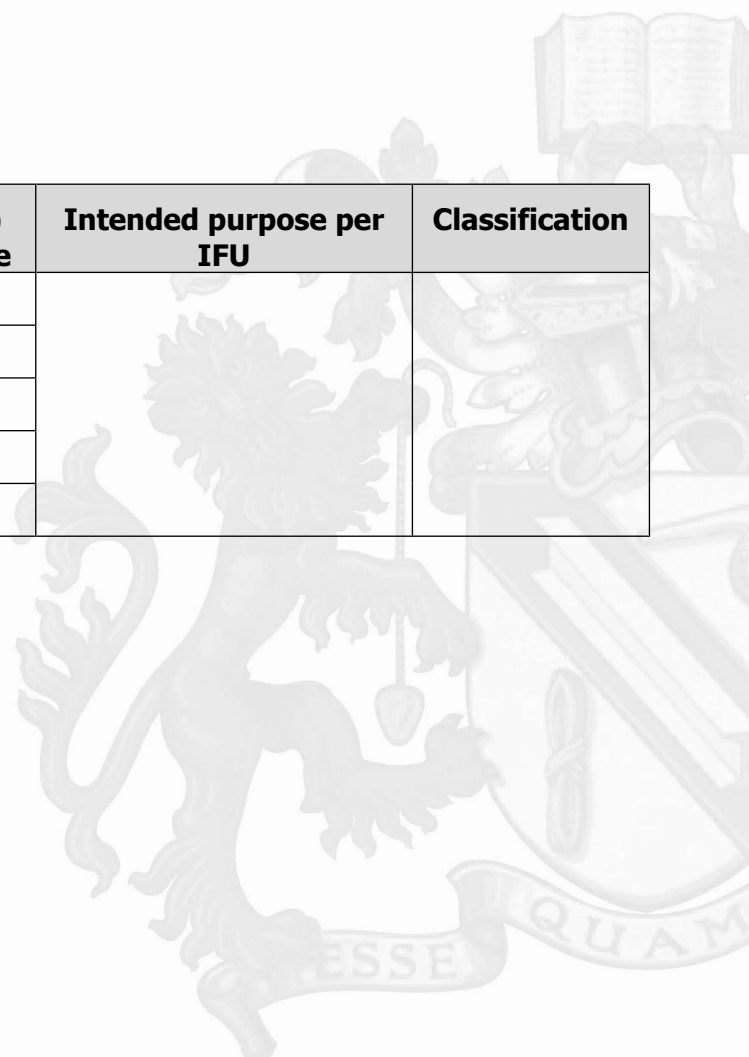 Intended purpose per
IFU
Classification
ESSE QUAM